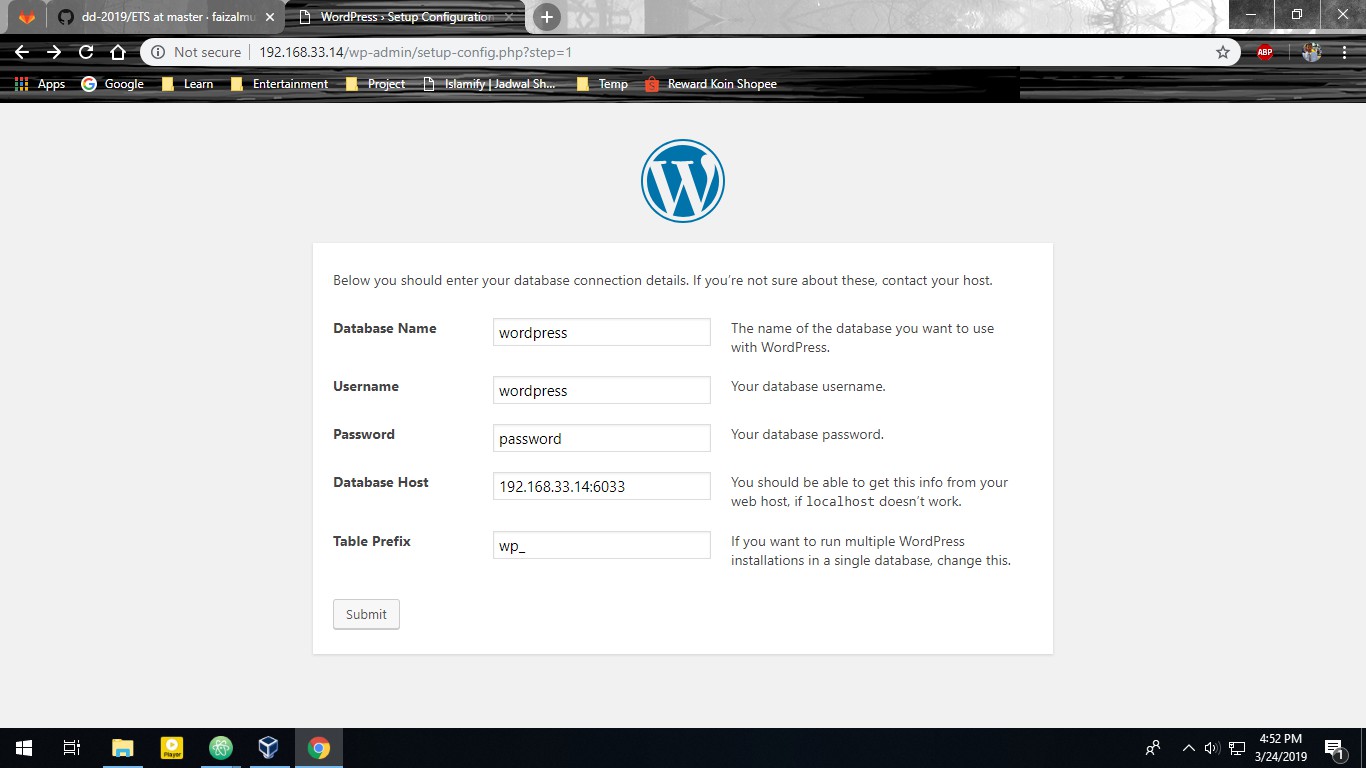 dd-2019/ETS at master · faizalmu
WordPress › Setup Configuration
Not secure
192.168.33.14/wp-admin/setup-config.php?step=1
ABP
Apps
Google
Learn
Entertainment
Project
Islamify | Jadwal Sh...
Temp
Reward Koin Shopee
W
Below you should enter your database connection details. If you’re not sure about these, contact your host.
Database Name
wordpress
The name of the database you want to use
with WordPress.
Username
wordpress
Your database username.
Password
password
Your database password.
Database Host
192.168.33.14:6033
You should be able to get this info from your
web host, if localhost doesn’t work.
Table Prefix
wp_
If you want to run multiple WordPress
installations in a single database, change this.
Submit
Player
4:52 PM
3/24/2019
1